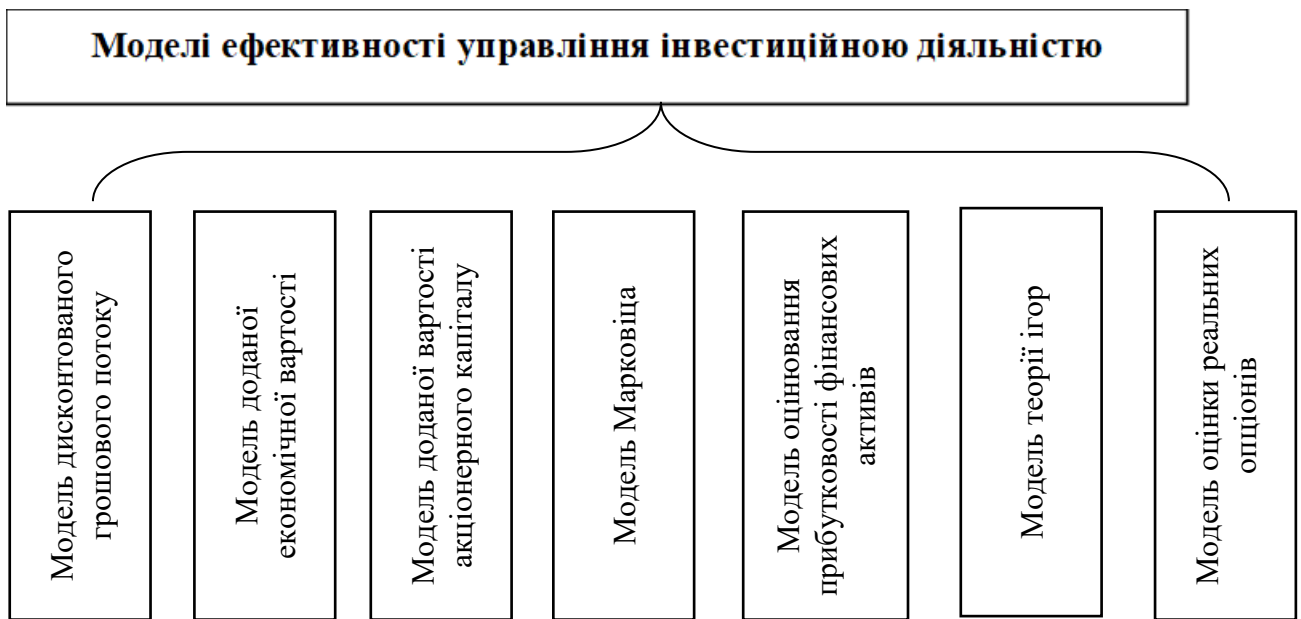 Моделі ефективності управління інвестиційною діяльністю
Модель дисконтованого
грошового потоку
Модель доданої
економічної вартості
Модель доданої вартості
акціонерного капіталу
Модель Марковіца
Модель оцінювання
прибутковості фінансових
активів
Модель теорії ігор
Модель оцінки реальних
опціонів